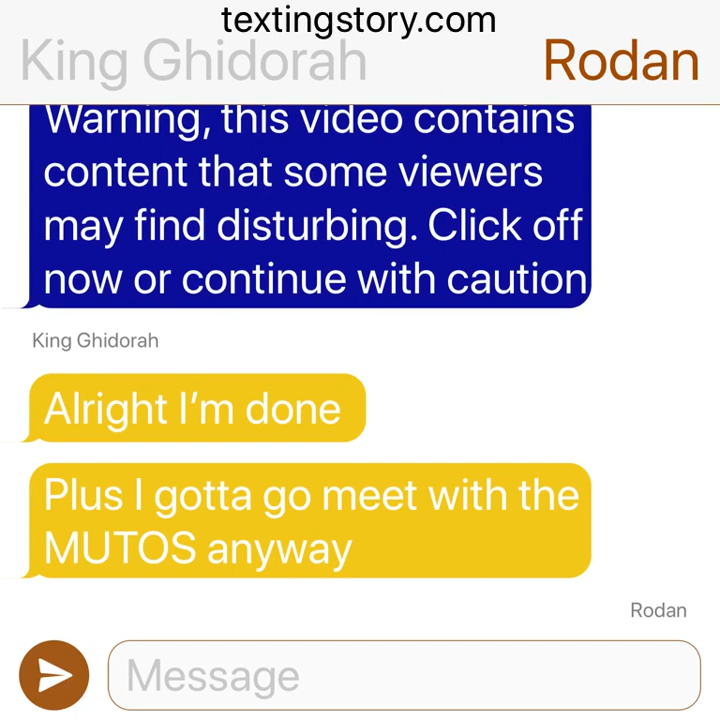 textingstory.com
King Ghidorah
Rodan
Warning, this video contains
content that some viewers
may find disturbing. Click off
now or continue with caution
King Ghidorah
Alright I’m done
Plus I gotta go meet with the
MUTOS anyway
Rodan
Message